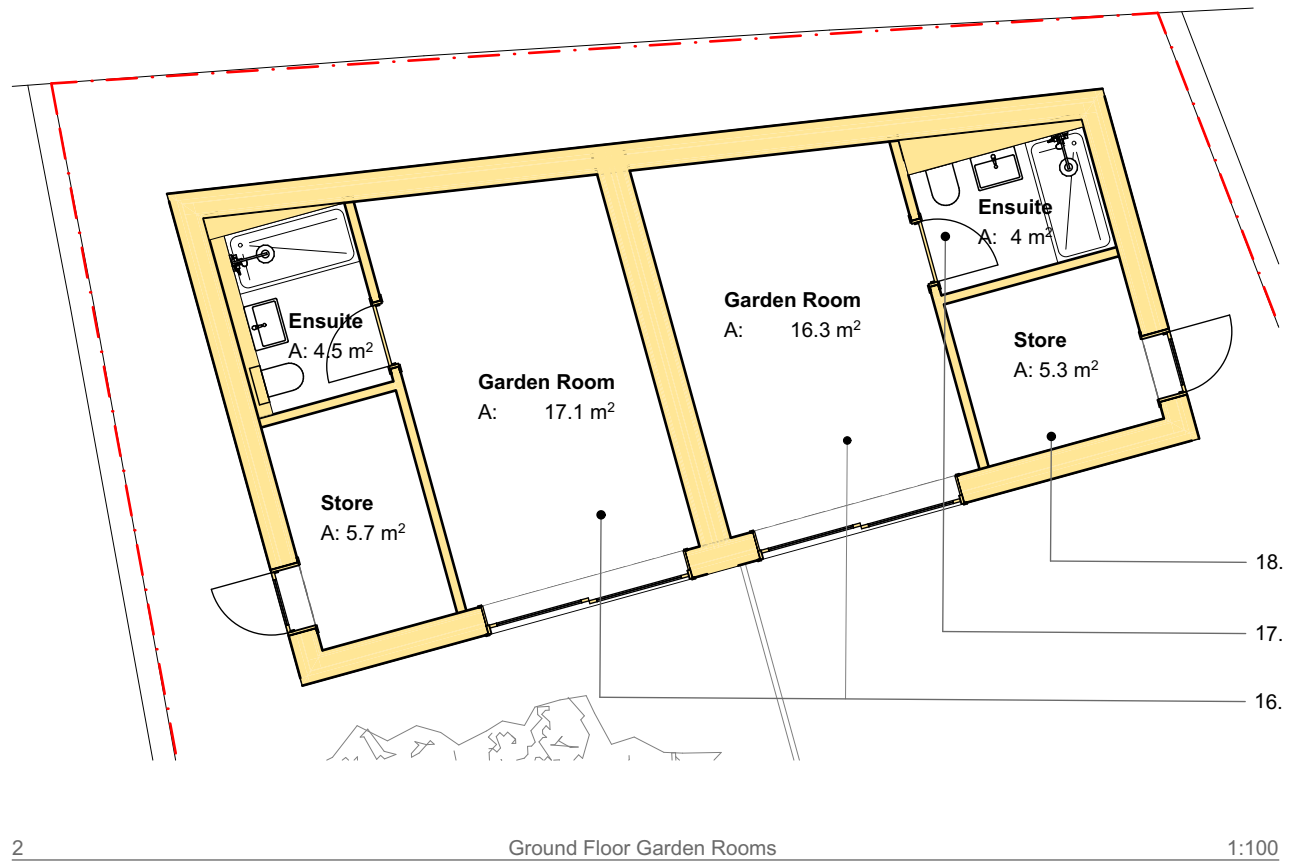 Ensuite
A: 4 m²
Garden Room
A: 16.3 m²
Ensuite
A: 4.5 m²
Store
A: 5.3 m²
Garden Room
A: 17.1 m²
Store
A: 5.7 m²
18.
17.
16.
2 Ground Floor Garden Rooms 1:100